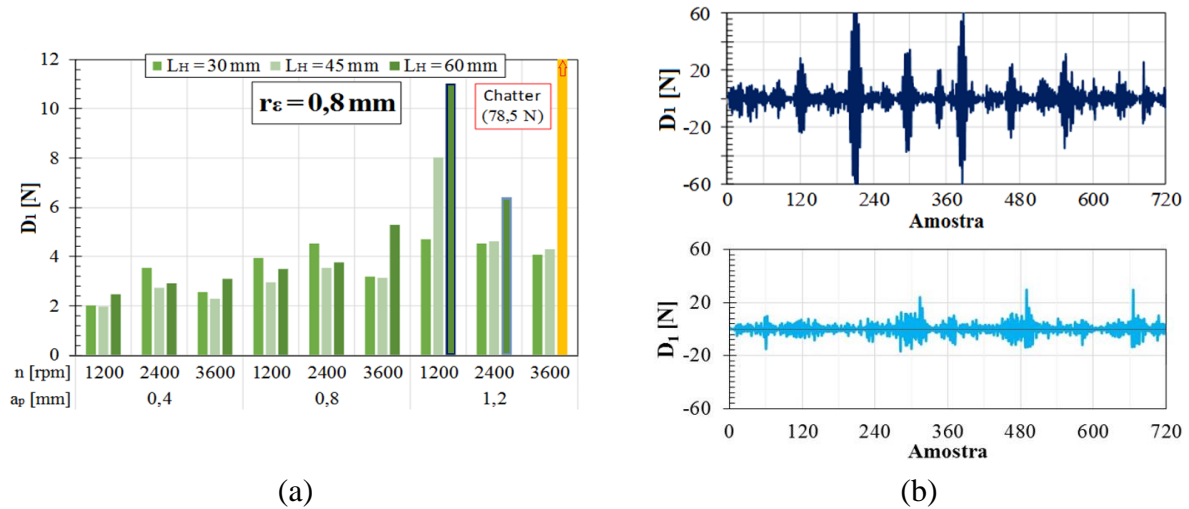 12
10
8
6
4
2
0
D1 [N]
LH = 30 mm LH = 45 mm LH = 60 mm
rε = 0,8 mm
Chatter
(78,5 N)
n [rpm] 1200 2400 3600 1200 2400 3600 1200 2400 3600
ap [mm] 0,4 0,8 1,2
(a)
60
20
-20
-60
D1 [N]
0 120 240 360 480 600 720
Amostra
60
20
-20
-60
D1 [N]
0 120 240 360 480 600 720
Amostra
(b)